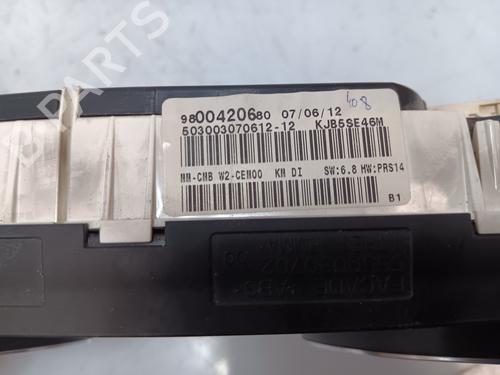 PARTS
9800420680 07/06/12
408
503003070612-12 KJB5SE46M
MM-CMB W2-CEM00 KM DI SW:6.8 HW:PRS14
B1